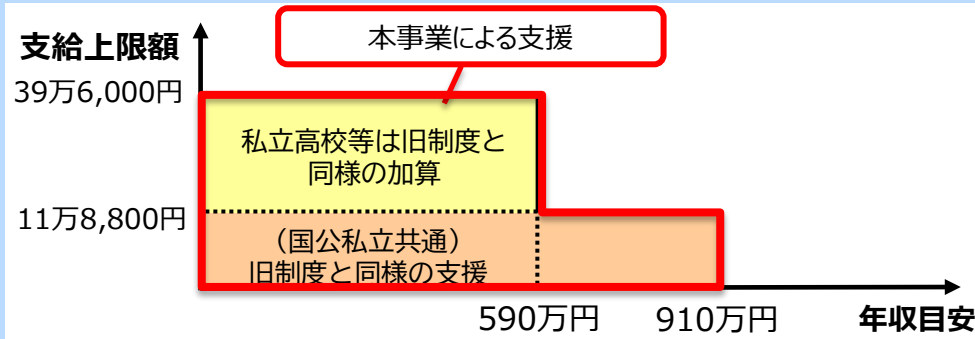 本事業による支援
支給上限額
39万6,000円
私立高校等は旧制度と
同様の加算
11万8,800円
（国公私立共通）
旧制度と同様の支援
590万円
910万円
年収目安